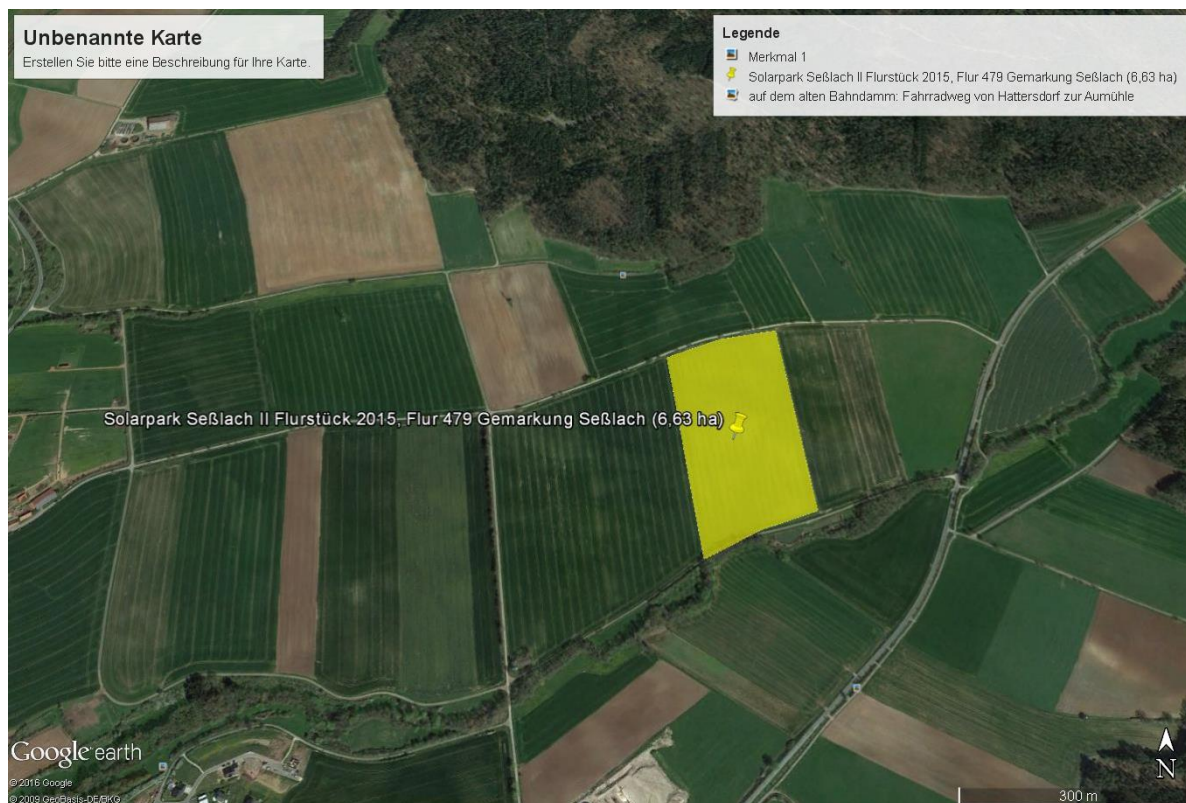 Unbenannte Karte
Erstellen Sie bitte eine Beschreibung für Ihre Karte.
Legende
Merkmal 1
Solarpark Seßlach II Flurstück 2015, Flur 479 Gemarkung Seßlach (6,63 ha)
auf dem alten Bahndamm: Fahrradweg von Hattersdorf zur Aumühle
Solarpark Seßlach II Flurstück 2015, Flur 479 Gemarkung Seßlach (6,63 ha)
Google earth
© 2016 Google
© 2009 GeoBasis-DE/BKG
N
300 m